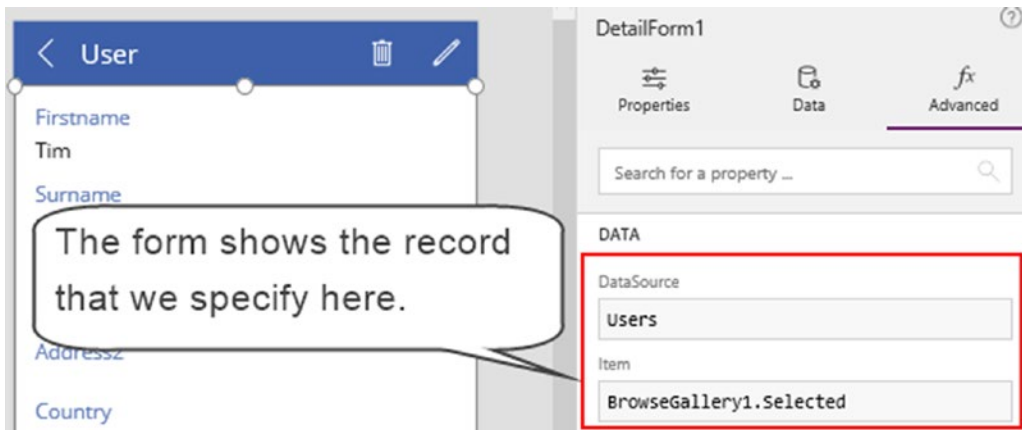 User
Firstname
Tim
Surname
The form shows the record
that we specify here.
Address2
Country
DetailForm1
?
Properties
Data
fx
Advanced
Search for a property ...
DATA
DataSource
Users
Item
BrowseGallery1.Selected